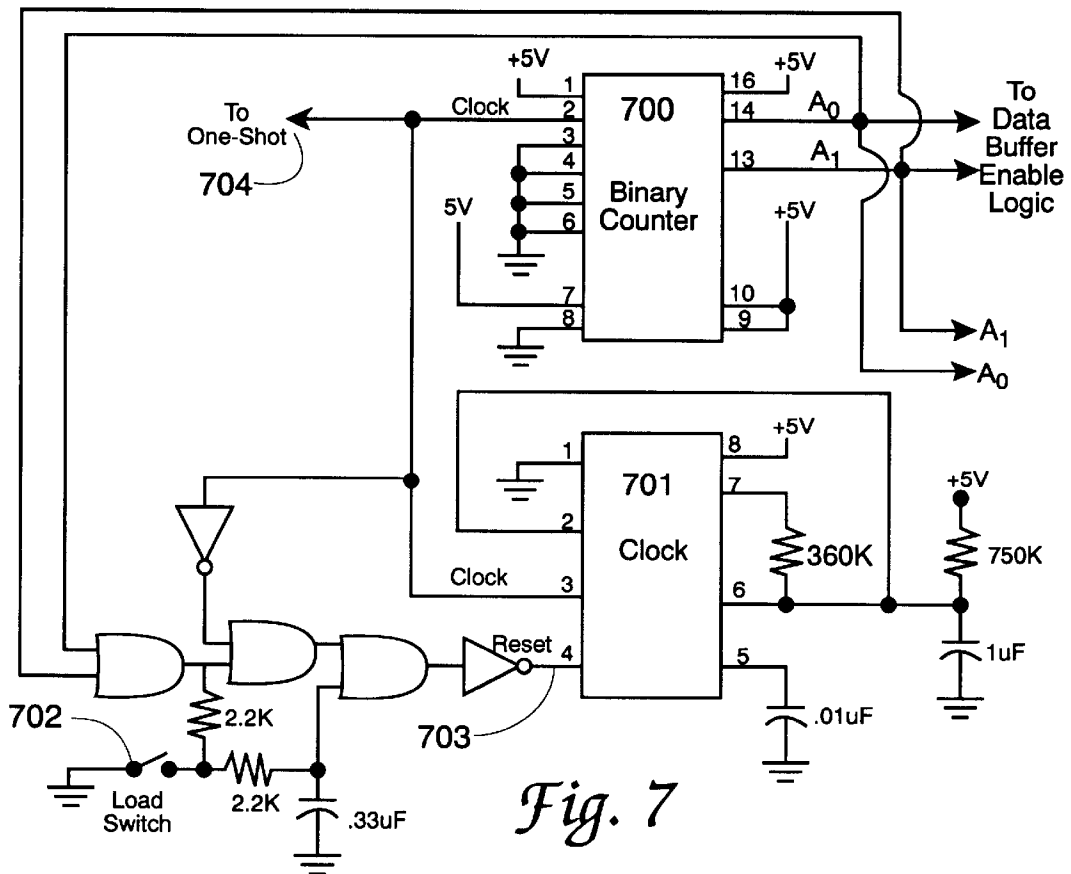 +5V
+5V
1
16
To
One-Shot
Clock
2
700
14
A0
To
Data
Buffer
Enable
Logic
3
704
4
13
A1
5
Binary
Counter
5V
6
+5V
7
10
8
9
A1
A0
1
8
+5V
701
7
+5V
2
Clock
360K
750K
Clock
3
6
Reset
4
5
1uF
702
2.2K
703
.01uF
Load
Switch
2.2K
.33uF
Fig. 7